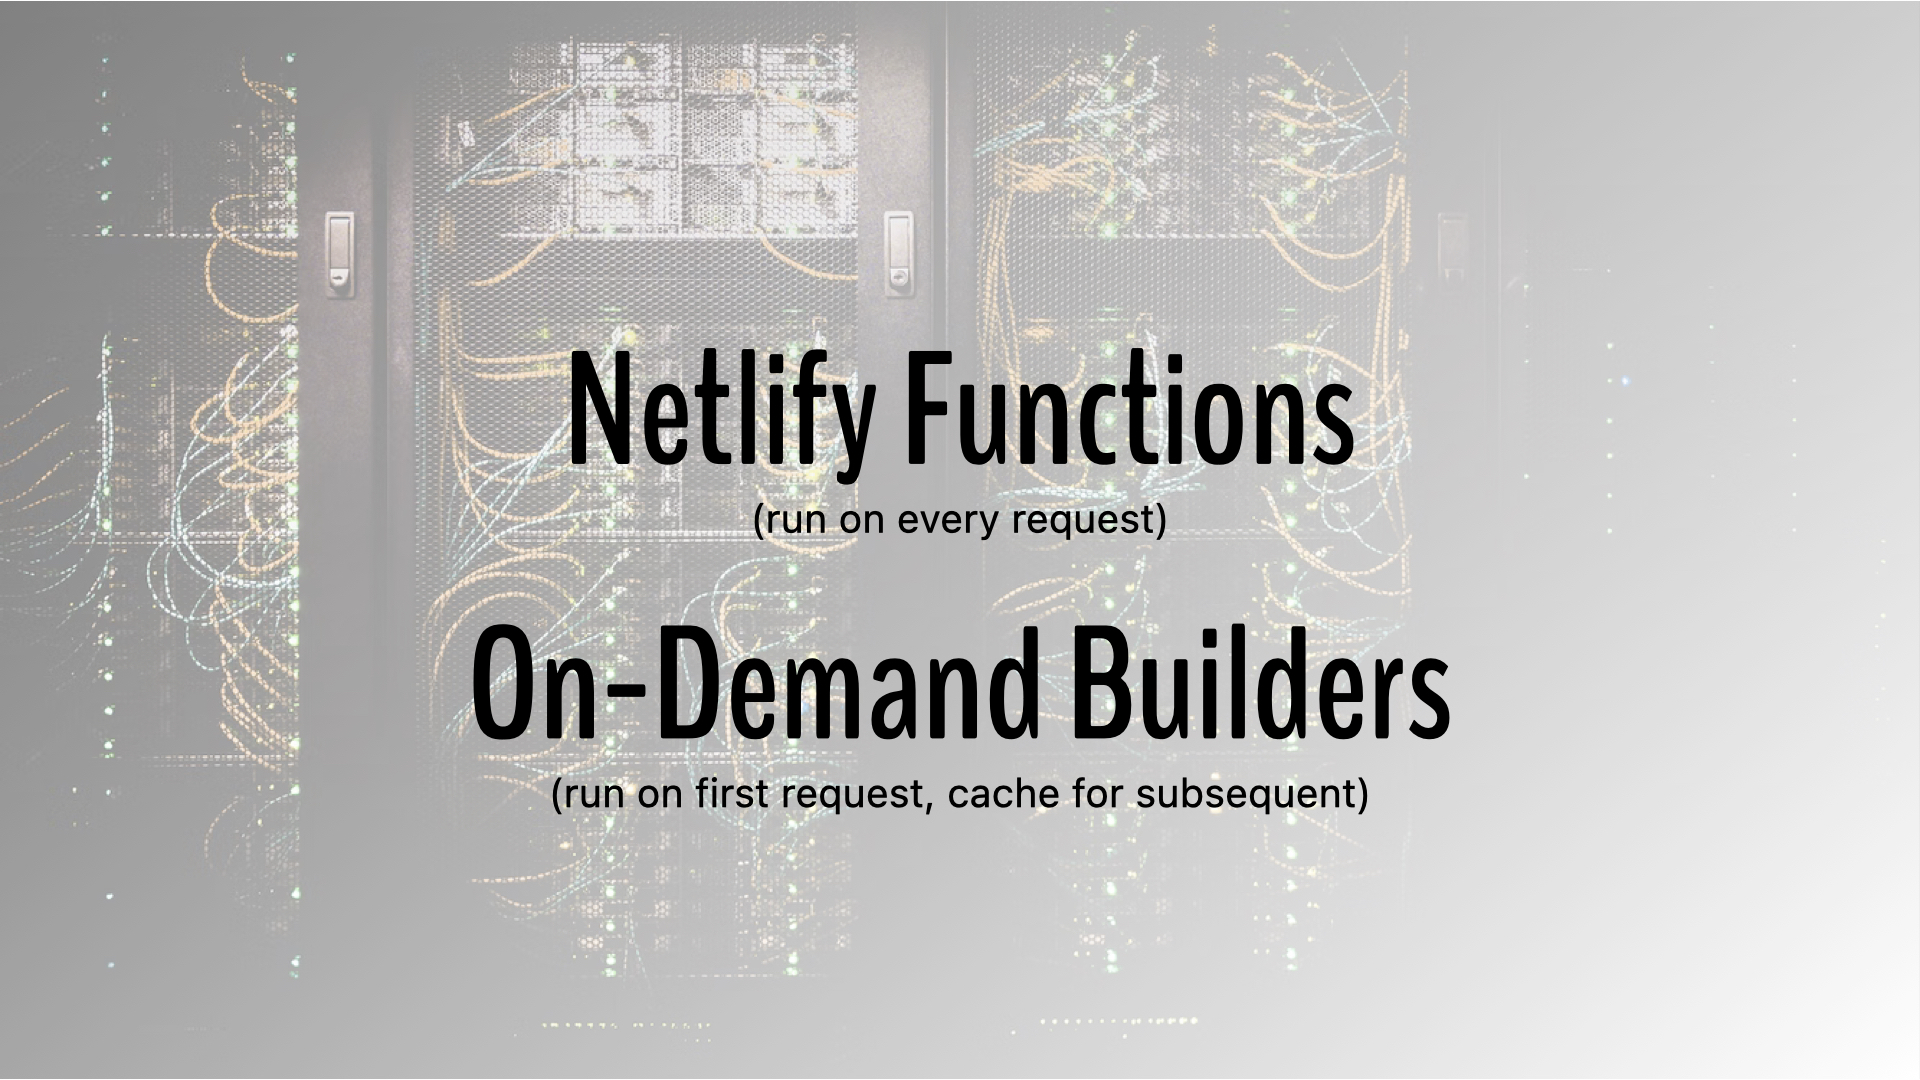 Netlify Functions
(run on every request)
On-Demand Builders
(run on first request, cache for subsequent)